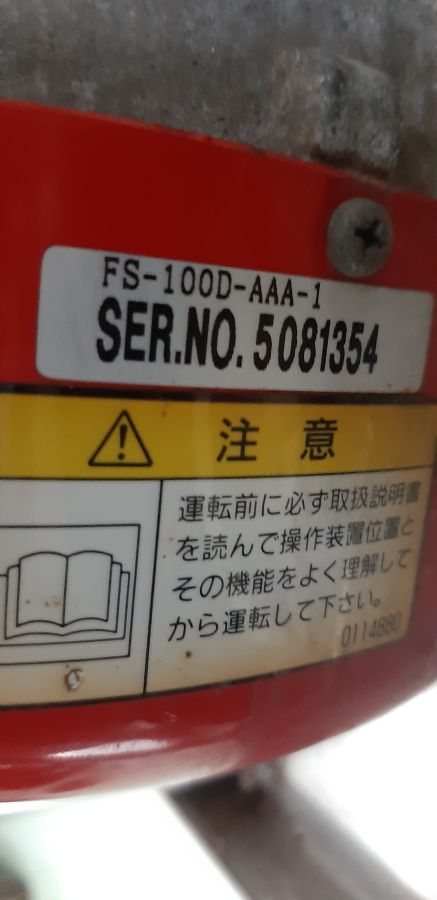 FS-100D-AAA-1
SER.NO. 5081354
注意
運転前に必ず取扱説明書
を読んで操作装置位置と
その機能をよく理解して
から運転して下さい。
0114880